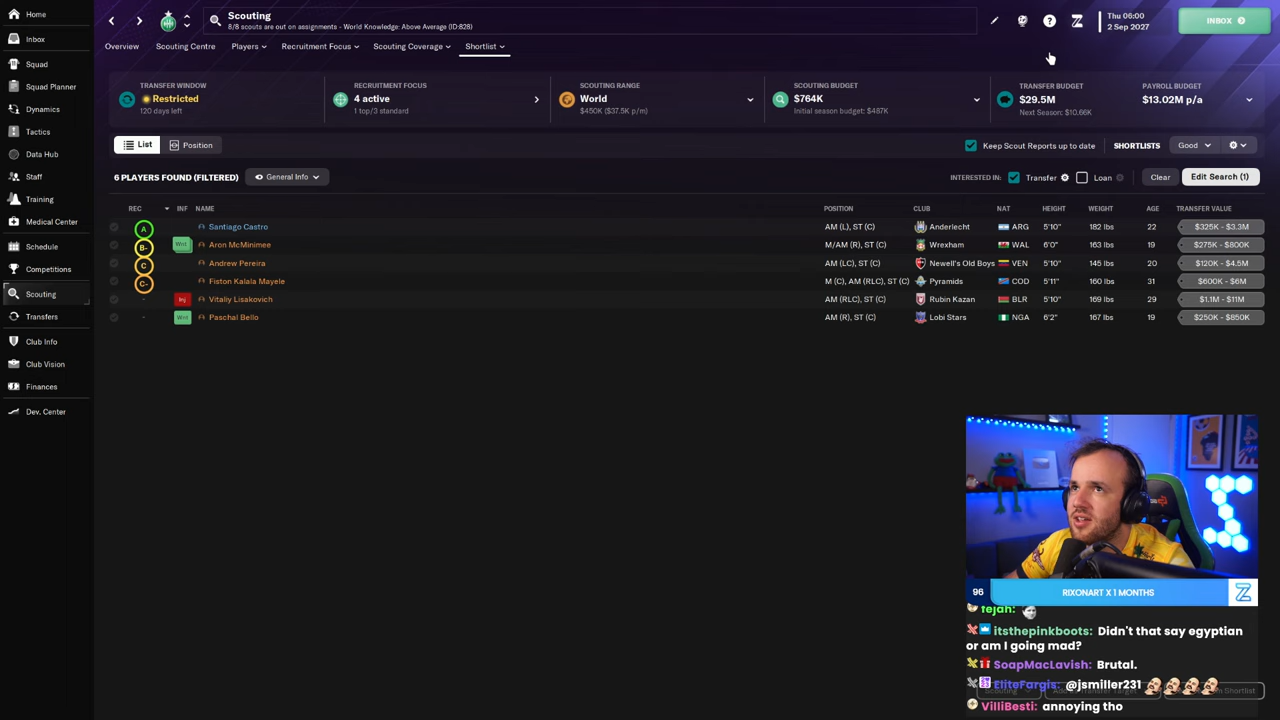 Home
Inbox
Squad
Squad Planner
Dynamics
Tactics
Data Hub
Staff
Training
Medical Center
Schedule
Competitions
Scouting
Transfers
Club Info
Club Vision
Finances
Dev. Center
Scouting
8/8 scouts are out on assignments - World Knowledge: Above Average (ID:828)
Thu 06:00
2 Sep 2027
INBOX
Overview Scouting Centre Players Recruitment Focus Scouting Coverage Shortlist
TRANSFER WINDOW
Restricted
120 days left
RECRUITMENT FOCUS
4 active
1 top/3 standard
SCOUTING RANGE
World
$450K ($37.5K p/m)
SCOUTING BUDGET
$764K
Initial season budget: $487K
TRANSFER BUDGET
$29.5M
Next Season: $10.66K
PAYROLL BUDGET
$13.02M p/a
List Position
Keep Scout Reports up to date SHORTLISTS Good
6 PLAYERS FOUND (FILTERED) General Info
INTERESTED IN: Transfer Loan Clear Edit Search (1)
REC INF NAME POSITION CLUB NAT HEIGHT WEIGHT AGE TRANSFER VALUE
A Santiago Castro AM (L), ST (C) Anderlecht ARG 5'10" 182 lbs 22 $325K - $3.3M
B- Wnt Aron McMinimee M/AM (R), ST (C) Wrexham WAL 6'0" 163 lbs 19 $275K - $800K
C Andrew Pereira AM (LC), ST (C) Newell's Old Boys VEN 5'10" 145 lbs 20 $120K - $4.5M
C- Fiston Kalala Mayele M (C), AM (RLC), ST (C) Pyramids COD 5'11" 160 lbs 31 $600K - $6M
- Inj Vitaliy Lisakovich AM (RLC), ST (C) Rubin Kazan BLR 5'10" 169 lbs 29 $1.1M - $11M
- Wnt Paschal Bello AM (R), ST (C) Lobi Stars NGA 6'2" 167 lbs 19 $250K - $850K
96 RIXONART X 1 MONTHS
fejah:
itsthepinkboots: Didn't that say egyptian
or am I going mad?
SoapMacLavish: Brutal.
EliteFargis: @jsmiller231
VilliBesti: annoying tho